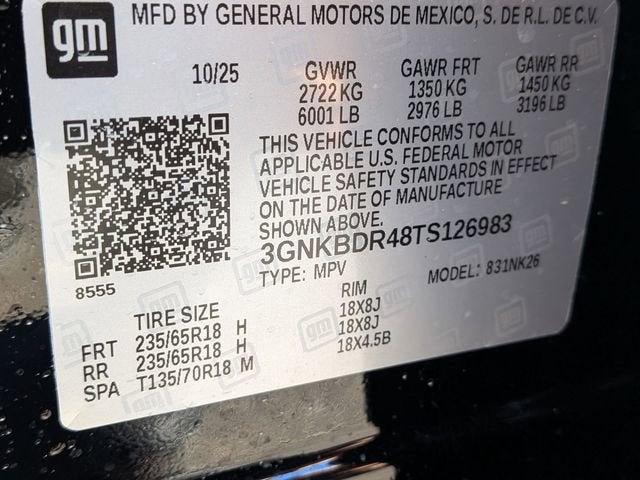 gm
MFD BY GENERAL MOTORS DE MEXICO, S. DE R.L. DE C.V.
10/25 GVWR GAWR FRT GAWR RR
2722 KG 1350 KG 1450 KG
6001 LB 2976 LB 3196 LB
THIS VEHICLE CONFORMS TO ALL
APPLICABLE U.S. FEDERAL MOTOR
VEHICLE SAFETY STANDARDS IN EFFECT
ON THE DATE OF MANUFACTURE
SHOWN ABOVE.
3GNKBDR48TS126983
8555 TYPE: MPV MODEL: 831NK26
TIRE SIZE RIM
FRT 235/65R18 H 18X8J
RR 235/65R18 H 18X8J
SPA T135/70R18 M 18X4.5B